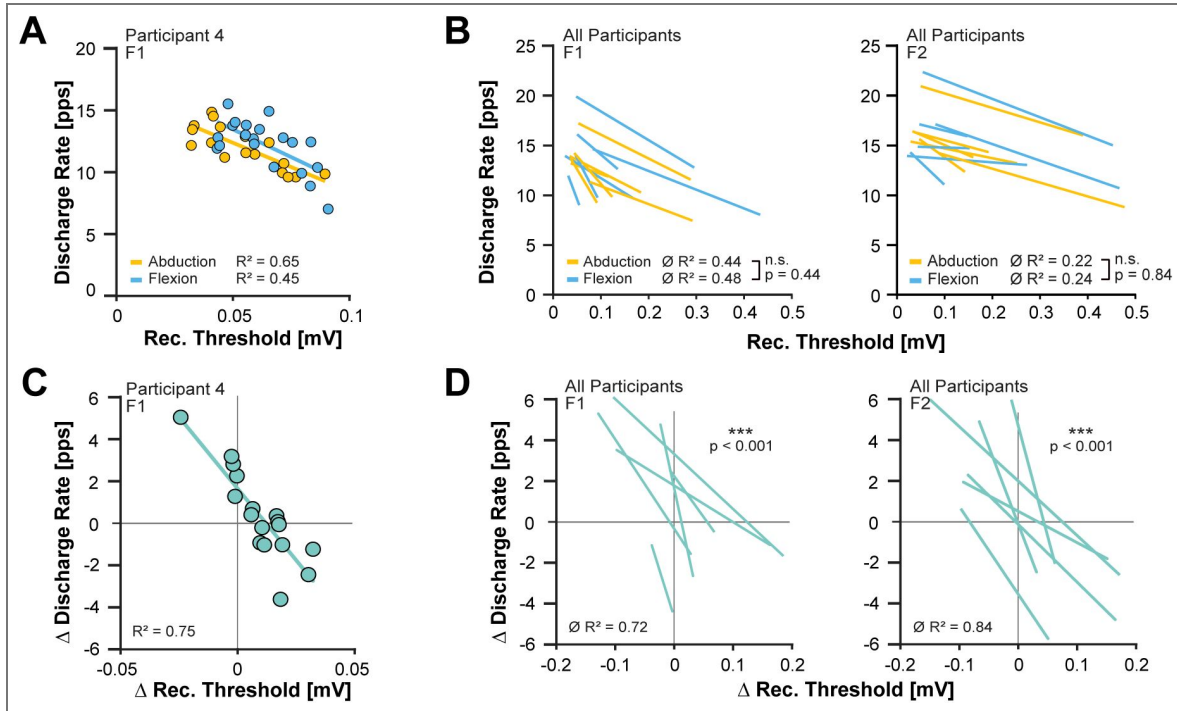 A
Participant 4
F1
Discharge Rate [pps]
20
15
10
5
0
Abduction R² = 0.65
Flexion R² = 0.45
0 0.05 0.1
Rec. Threshold [mV]
B
All Participants
F1
Discharge Rate [pps]
25
20
15
10
5
0
Abduction Ø R² = 0.44
Flexion Ø R² = 0.48
n.s.
p = 0.44
0 0.1 0.2 0.3 0.4 0.5
All Participants
F2
25
20
15
10
5
0
Abduction Ø R² = 0.22
Flexion Ø R² = 0.24
n.s.
p = 0.84
0 0.1 0.2 0.3 0.4 0.5
Rec. Threshold [mV]
C
Participant 4
F1
Δ Discharge Rate [pps]
6
4
2
0
-2
-4
-6
R² = 0.75
-0.05 0 0.05
Δ Rec. Threshold [mV]
D
All Participants
F1
Δ Discharge Rate [pps]
6
4
2
0
-2
-4
-6
***
p < 0.001
Ø R² = 0.72
-0.2 -0.1 0 0.1 0.2
All Participants
F2
6
4
2
0
-2
-4
-6
***
p < 0.001
Ø R² = 0.84
-0.2 -0.1 0 0.1 0.2
Δ Rec. Threshold [mV]